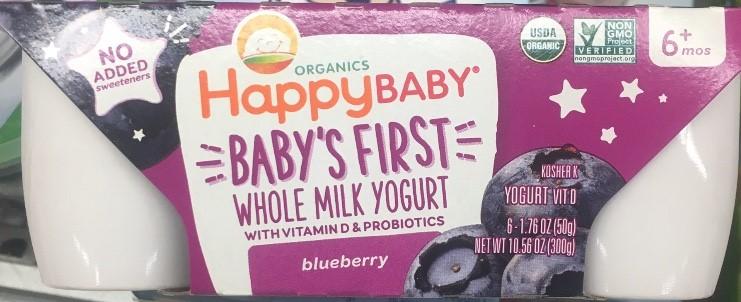 NO
ADDED
sweeteners
ORGANICS
HappyBABY®
BABY'S FIRST
WHOLE MILK YOGURT
WITH VITAMIN D & PROBIOTICS
blueberry
USDA
ORGANIC
NON
GMO
Project
VERIFIED
nongmoproject.org
6+
mos
KOSHER K
YOGURT VIT D
6 - 1.76 OZ (50g)
NET WT 10.56 OZ (300g)